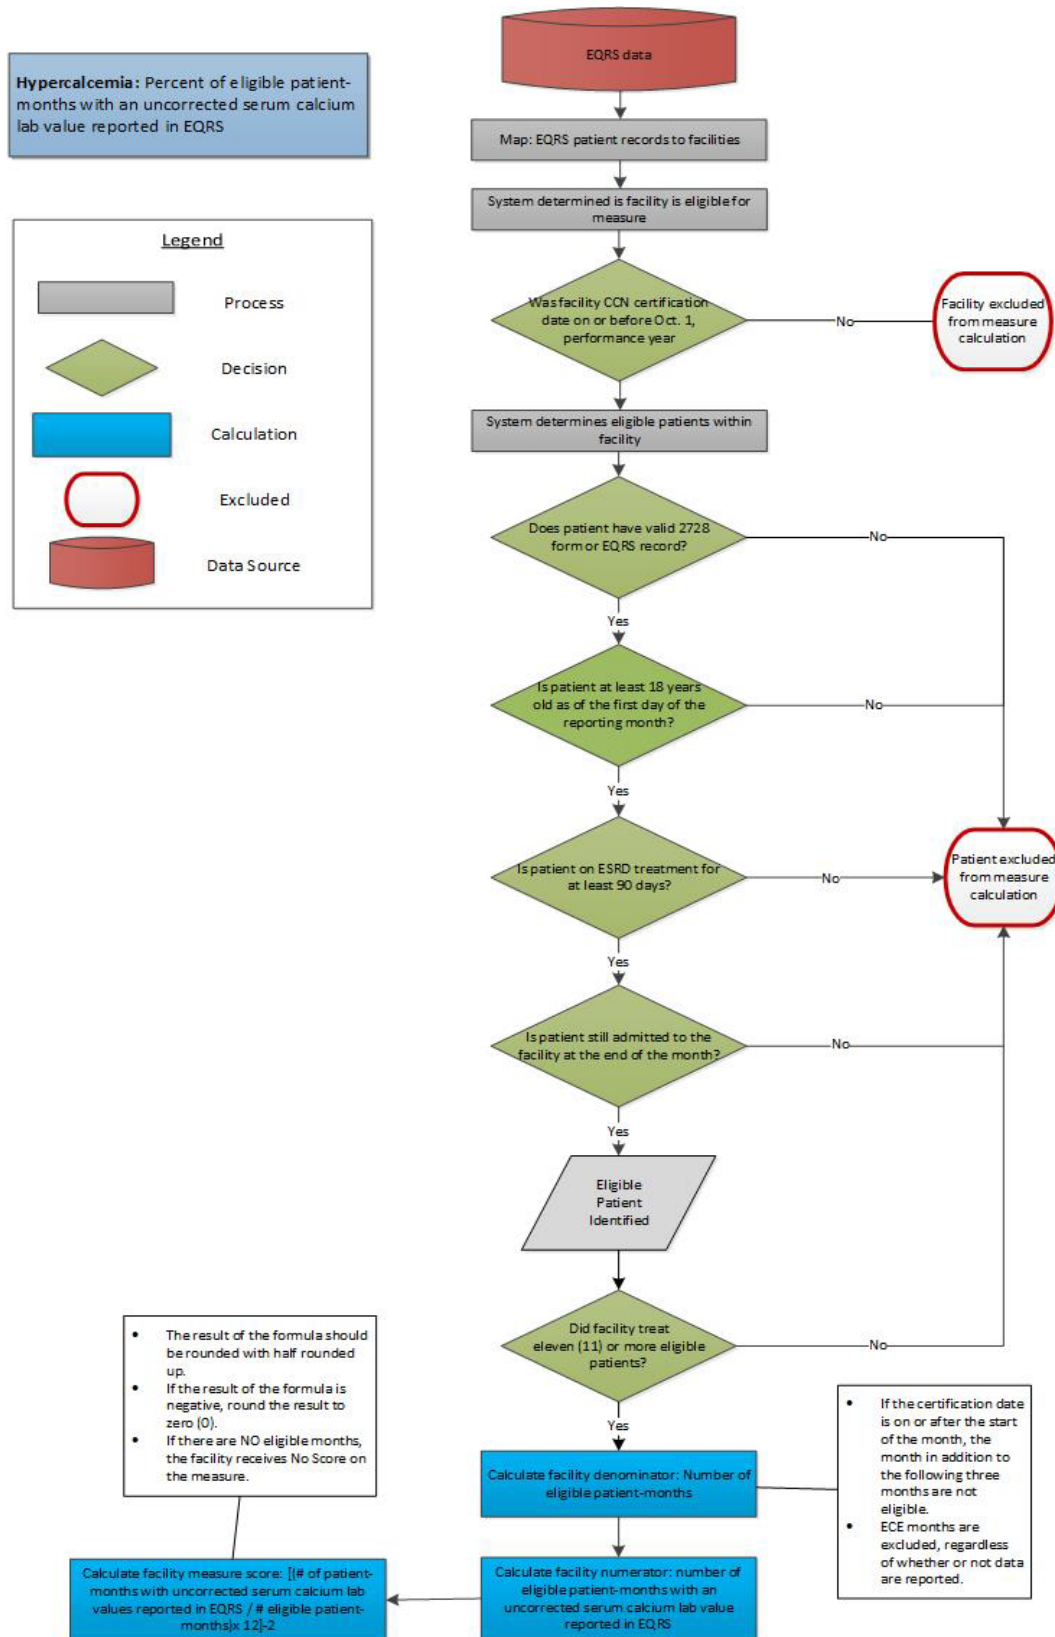 Hypercalcemia: Percent of eligible patient-
months with an uncorrected serum calcium
lab value reported in EQRS
Legend
Process
Decision
Calculation
Excluded
Data Source
EQRS data
Map: EQRS patient records to facilities
System determined is facility is eligible for
measure
Was facility CCN certification
date on or before Oct. 1,
performance year
No
Facility excluded
from measure
calculation
System determines eligible patients within
facility
Does patient have valid 2728
form or EQRS record?
No
Yes
Is patient at least 18 years
old as of the first day of the
reporting month?
No
Yes
Is patient on ESRD treatment for
at least 90 days?
No
Patient excluded
from measure
calculation
Yes
Is patient still admitted to the
facility at the end of the month?
No
Yes
Eligible
Patient
Identified
Did facility treat
eleven (11) or more eligible
patients?
No
Yes
• The result of the formula should
be rounded with half rounded
up.
• If the result of the formula is
negative, round the result to
zero (0).
• If there are NO eligible months,
the facility receives No Score on
the measure.
Calculate facility denominator: Number of
eligible patient-months
• If the certification date
is on or after the start
of the month, the
month in addition to
the following three
months are not
eligible.
• ECE months are
excluded, regardless
of whether or not data
are reported.
Calculate facility measure score: [(# of patient-
months with uncorrected serum calcium lab
values reported in EQRS / # eligible patient-
months)x 12]-2
Calculate facility numerator: number of
eligible patient-months with an
uncorrected serum calcium lab value
reported in EQRS